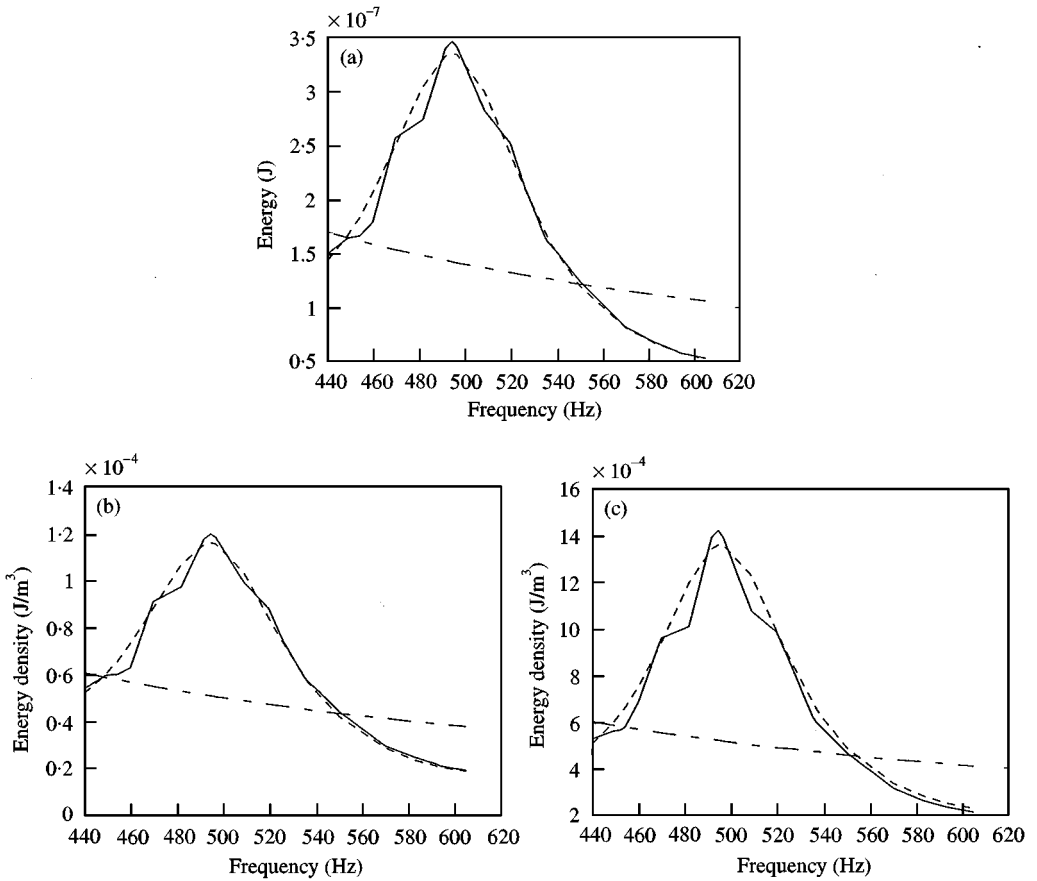 × 10⁻⁷
3·5
(a)
3
2·5
2
1·5
1
0·5
Energy (J)
440 460 480 500 520 540 560 580 600 620
Frequency (Hz)
× 10⁻⁴
1·4
(b)
1·2
1
0·8
0·6
0·4
0·2
0
Energy density (J/m³)
440 460 480 500 520 540 560 580 600 620
Frequency (Hz)
× 10⁻⁴
16
(c)
14
12
10
8
6
4
2
Energy density (J/m³)
440 460 480 500 520 540 560 580 600 620
Frequency (Hz)